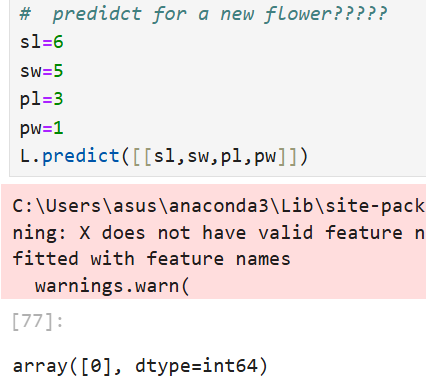 # predidct for a new flower?????
sl=6
sw=5
pl=3
pw=1
L.predict([[sl,sw,pl,pw]])
C:\Users\asus\anaconda3\Lib\site-pack
ning: X does not have valid feature n
fitted with feature names
warnings.warn(
[77]:
array([0], dtype=int64)